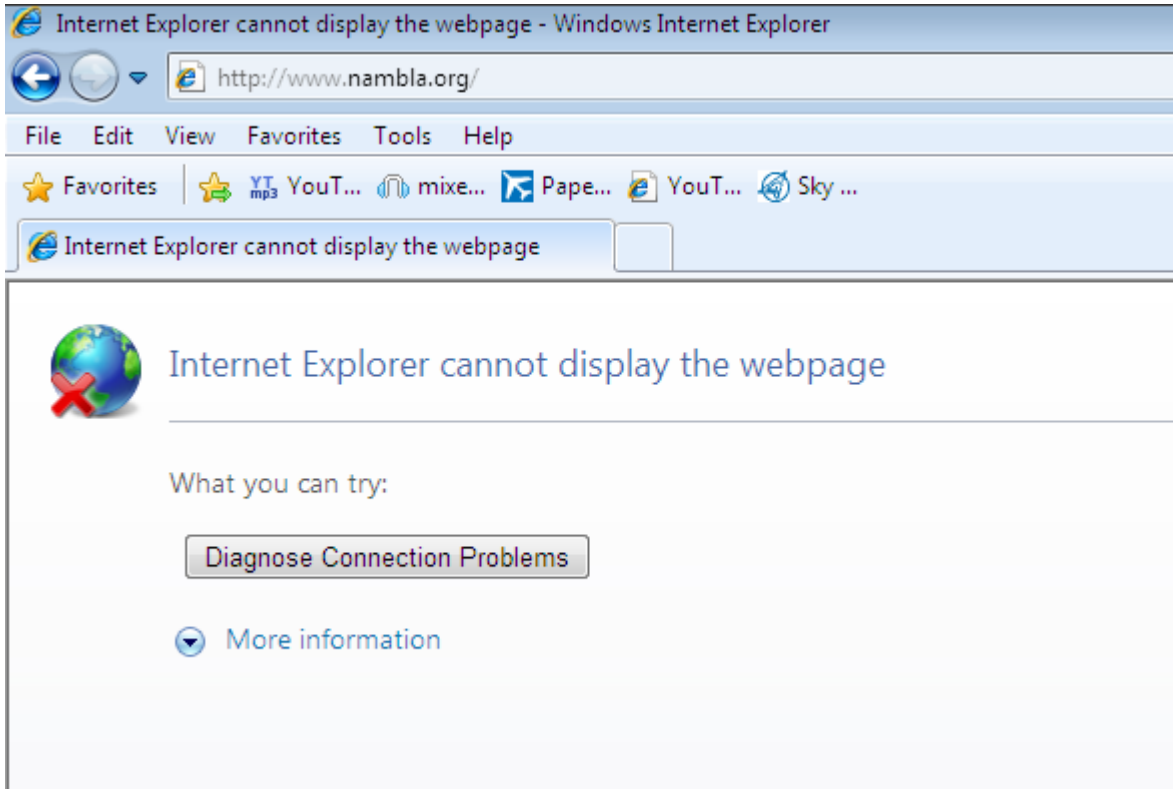 Internet Explorer cannot display the webpage - Windows Internet Explorer
http://www.nambla.org/
File Edit View Favorites Tools Help
Favorites YT mp3 YouT... mixe... Pape... YouT... Sky ...
Internet Explorer cannot display the webpage
Internet Explorer cannot display the webpage
What you can try:
Diagnose Connection Problems
More information